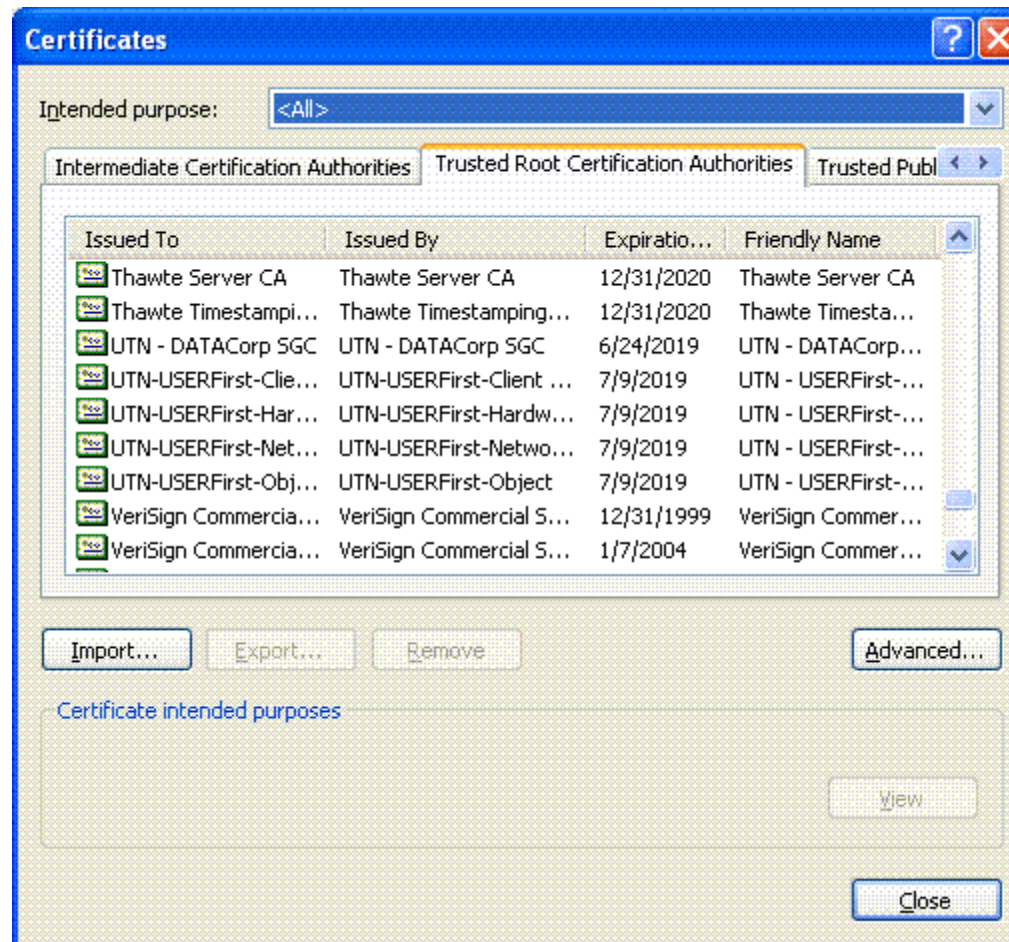 Certificates
Intended purpose: <All>
Intermediate Certification Authorities Trusted Root Certification Authorities Trusted Publ
Issued To Issued By Expiratio... Friendly Name
Thawte Server CA Thawte Server CA 12/31/2020 Thawte Server CA
Thawte Timestampi... Thawte Timestamping... 12/31/2020 Thawte Timesta...
UTN - DATACorp SGC UTN - DATACorp SGC 6/24/2019 UTN - DATACorp...
UTN-USERFirst-Clie... UTN-USERFirst-Client ... 7/9/2019 UTN - USERFirst-...
UTN-USERFirst-Har... UTN-USERFirst-Hardw... 7/9/2019 UTN - USERFirst-...
UTN-USERFirst-Net... UTN-USERFirst-Netwo... 7/9/2019 UTN - USERFirst-...
UTN-USERFirst-Obj... UTN-USERFirst-Object 7/9/2019 UTN - USERFirst-...
VeriSign Commercia... VeriSign Commercial S... 12/31/1999 VeriSign Commer...
VeriSign Commercia... VeriSign Commercial S... 1/7/2004 VeriSign Commer...
Import... Export... Remove Advanced...
Certificate intended purposes
View
Close